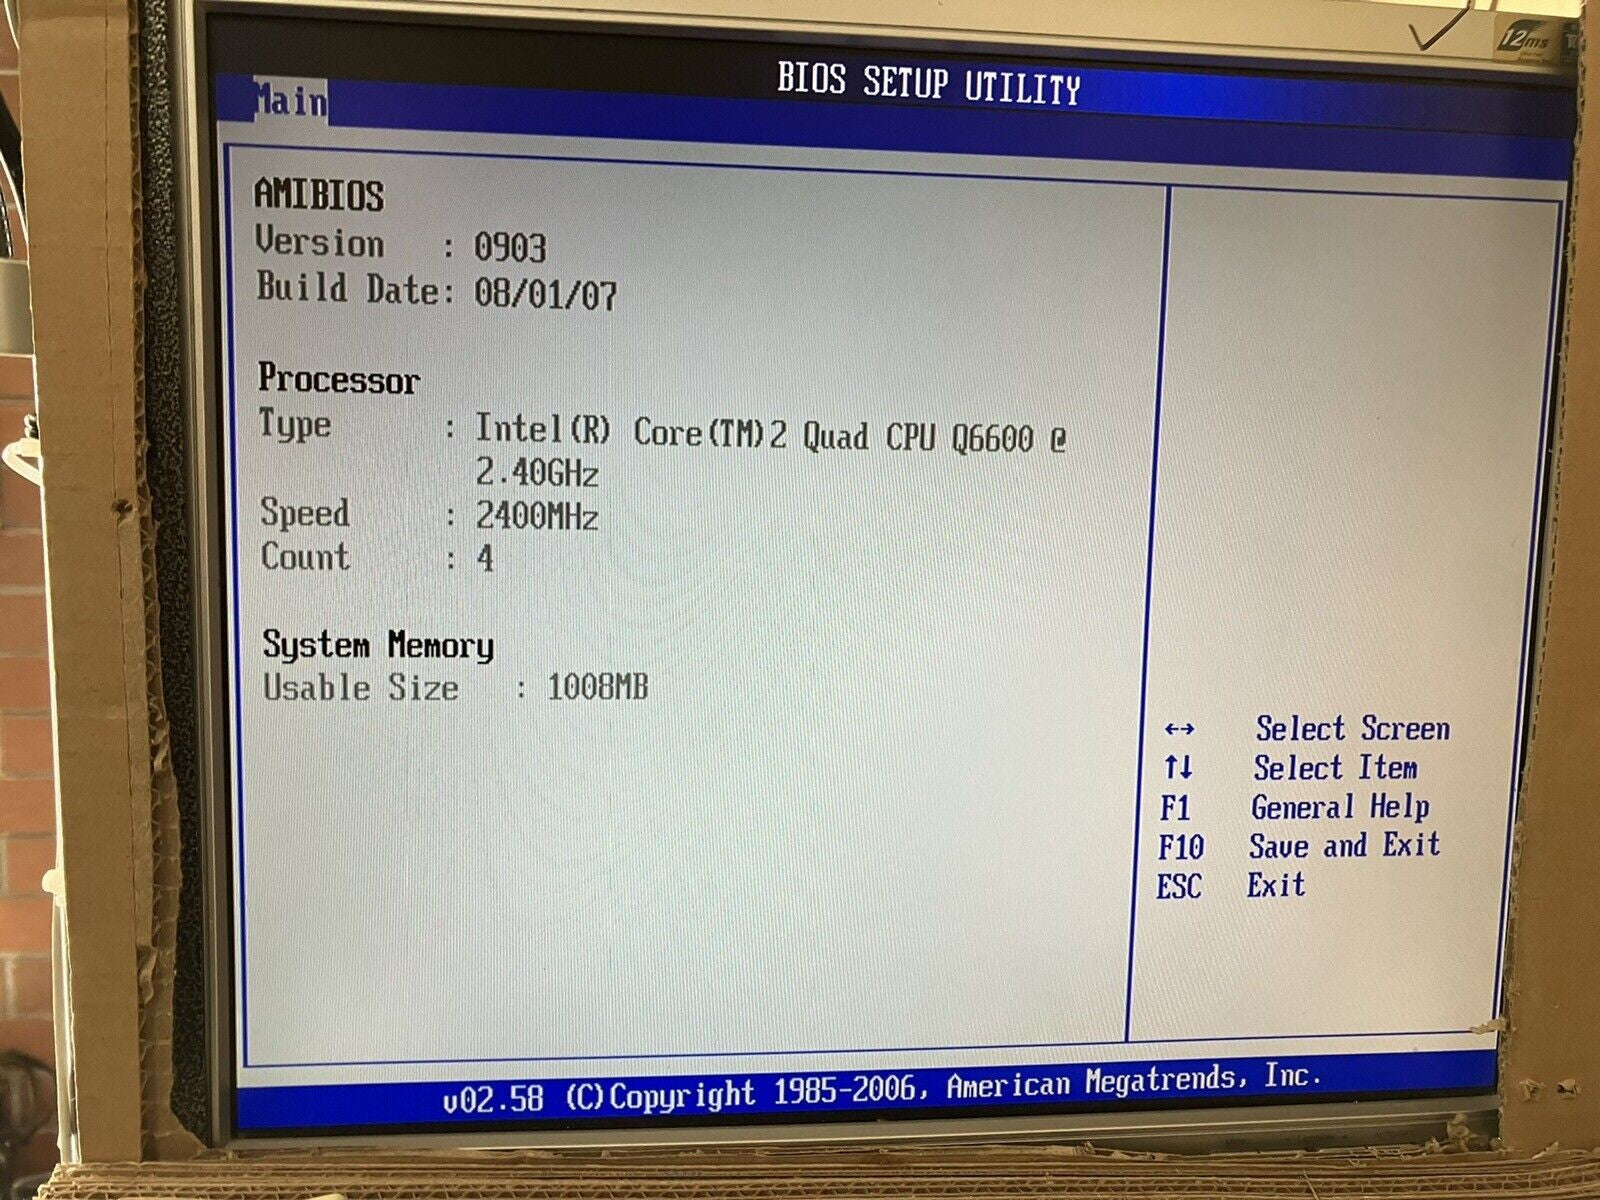 12ms
BIOS SETUP UTILITY
Main
AMIBIOS
Version : 0903
Build Date: 08/01/07
Processor
Type : Intel(R) Core(TM)2 Quad CPU Q6600 @
2.40GHz
Speed : 2400MHz
Count : 4
System Memory
Usable Size : 1008MB
↔ Select Screen
↑↓ Select Item
F1 General Help
F10 Save and Exit
ESC Exit
v02.58 (C)Copyright 1985-2006, American Megatrends, Inc.